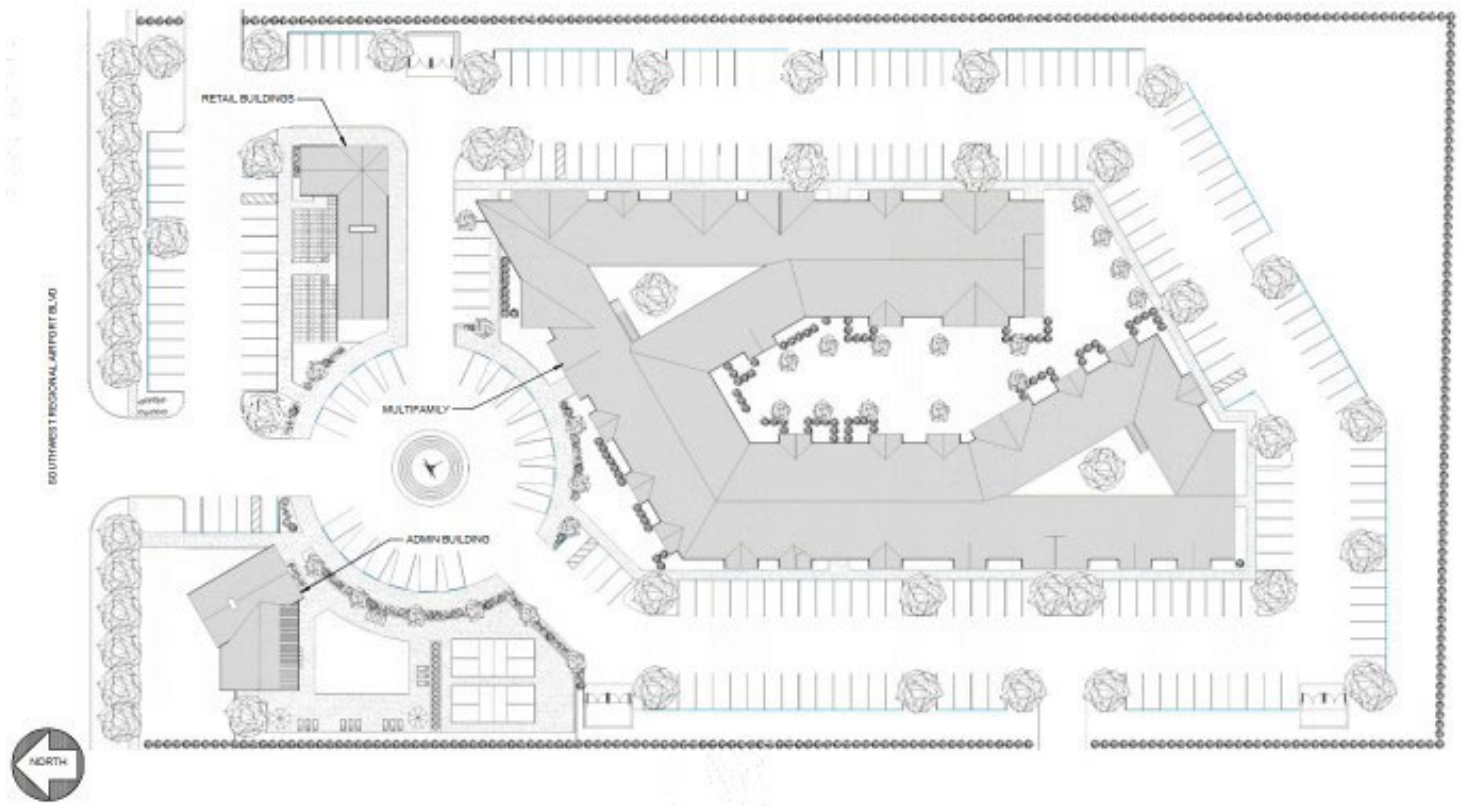 RETAIL BUILDINGS
SOUTHWEST REGIONAL AIRPORT BLVD
MULTIFAMILY
ADMIN BUILDING
NORTH